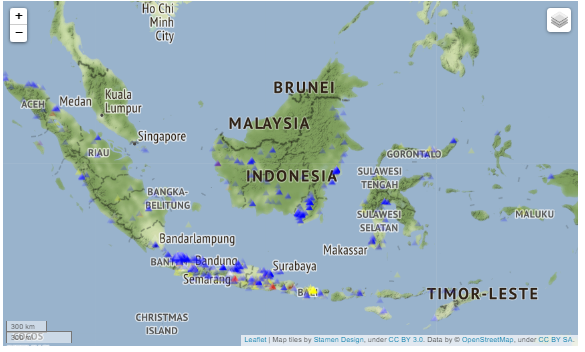 +
−
Ho Chi
Minh
City
BRUNEI
ACEH
Medan
Kuala
Lumpur
MALAYSIA
Singapore
RIAU
GORONTALO
INDONESIA
SULAWESI
TENGAH
BANGKA-
BELITUNG
SULAWESI
SELATAN
MALUKU
Bandarlampung
Makassar
BANT
Bandung
Surabaya
Semarang
BALI
TIMOR-LESTE
CHRISTMAS
ISLAND
300 km
Leaflet | Map tiles by Stamen Design, under CC BY 3.0. Data by © OpenStreetMap, under CC BY SA.